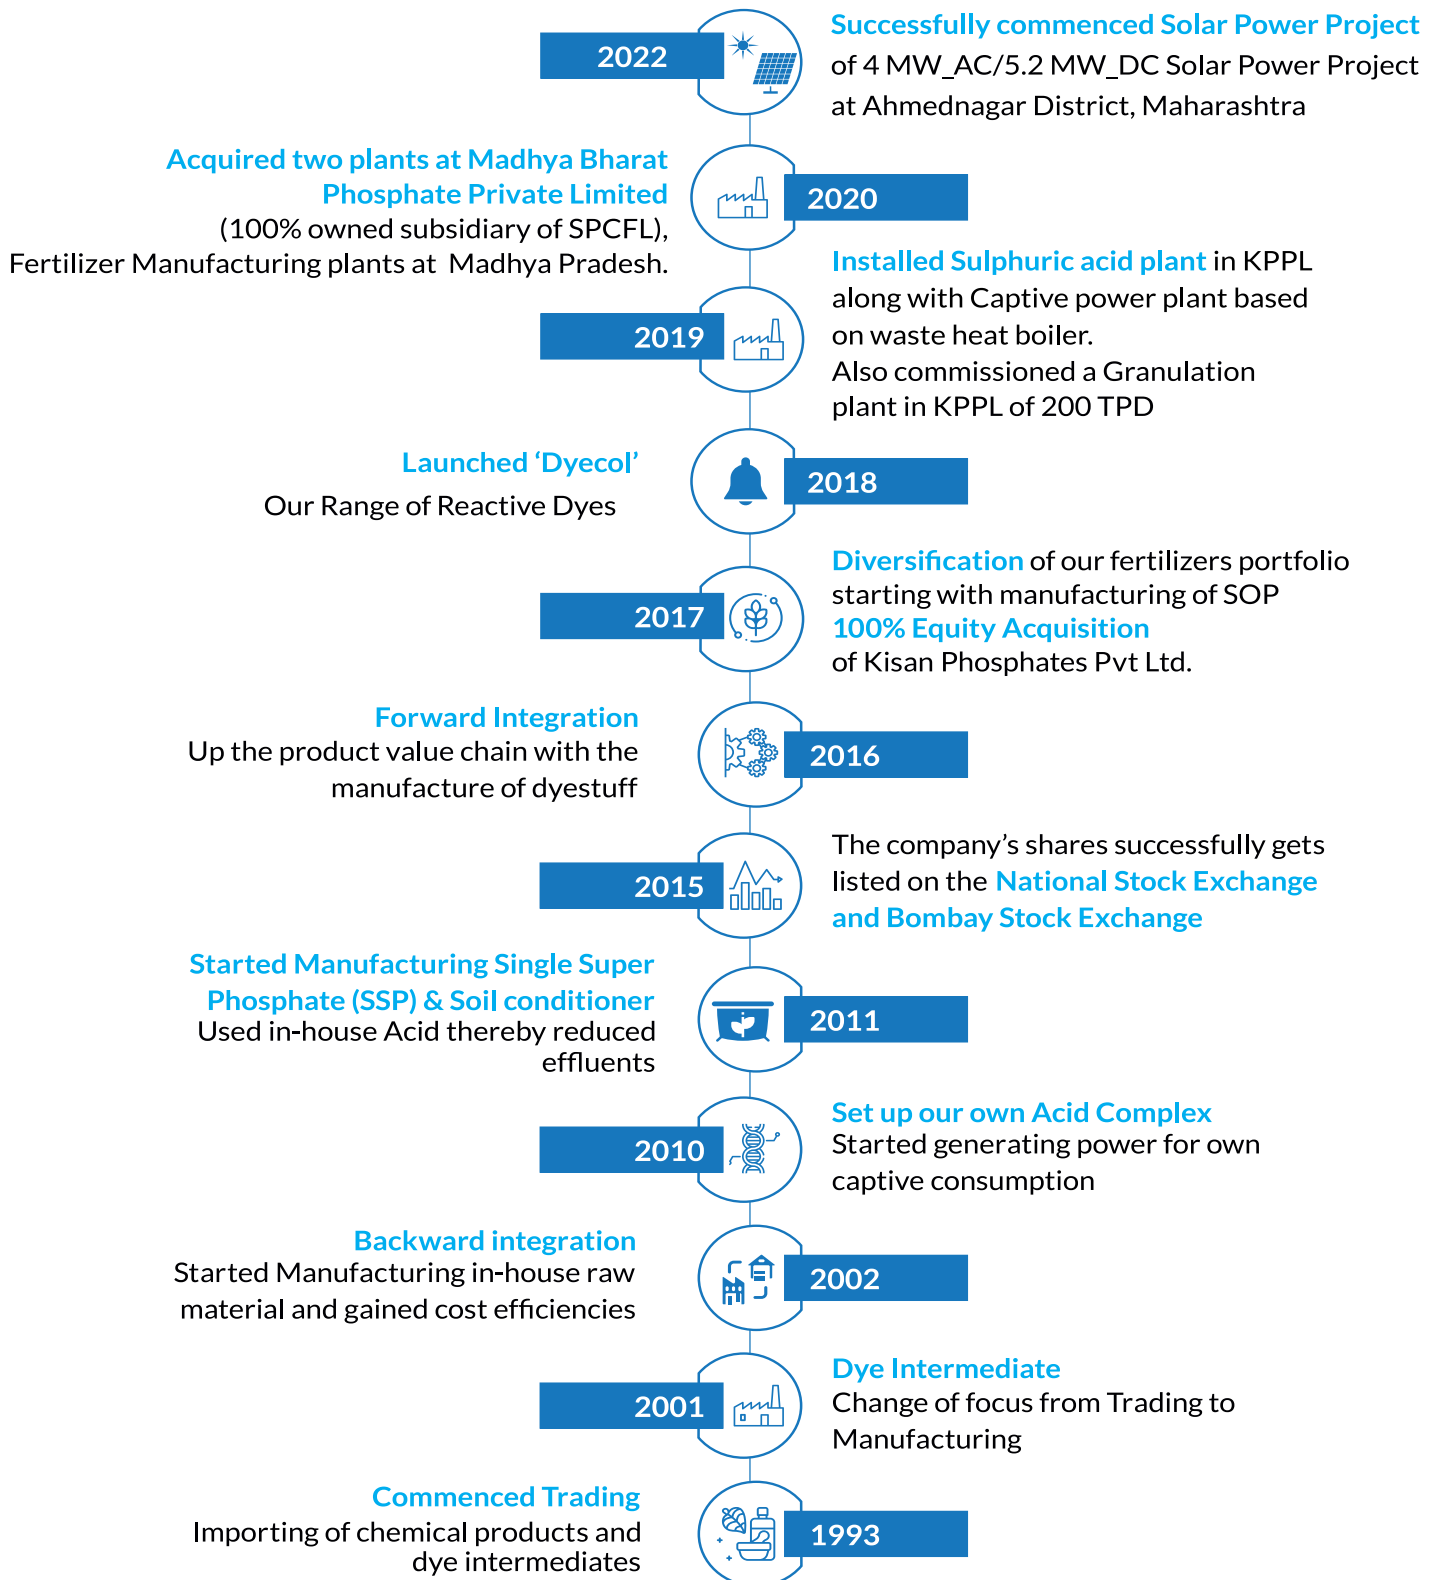 2022
Successfully commenced Solar Power Project
of 4 MW_AC/5.2 MW_DC Solar Power Project
at Ahmednagar District, Maharashtra
Acquired two plants at Madhya Bharat
Phosphate Private Limited
(100% owned subsidiary of SPCFL),
Fertilizer Manufacturing plants at Madhya Pradesh.
2020
2019
Installed Sulphuric acid plant in KPPL
along with Captive power plant based
on waste heat boiler.
Also commissioned a Granulation
plant in KPPL of 200 TPD
Launched ‘Dyecol’
Our Range of Reactive Dyes
2018
2017
Diversification of our fertilizers portfolio
starting with manufacturing of SOP
100% Equity Acquisition
of Kisan Phosphates Pvt Ltd.
Forward Integration
Up the product value chain with the
manufacture of dyestuff
2016
2015
The company’s shares successfully gets
listed on the National Stock Exchange
and Bombay Stock Exchange
Started Manufacturing Single Super
Phosphate (SSP) & Soil conditioner
Used in-house Acid thereby reduced
effluents
2011
2010
Set up our own Acid Complex
Started generating power for own
captive consumption
Backward integration
Started Manufacturing in-house raw
material and gained cost efficiencies
2002
2001
Dye Intermediate
Change of focus from Trading to
Manufacturing
Commenced Trading
Importing of chemical products and
dye intermediates
1993